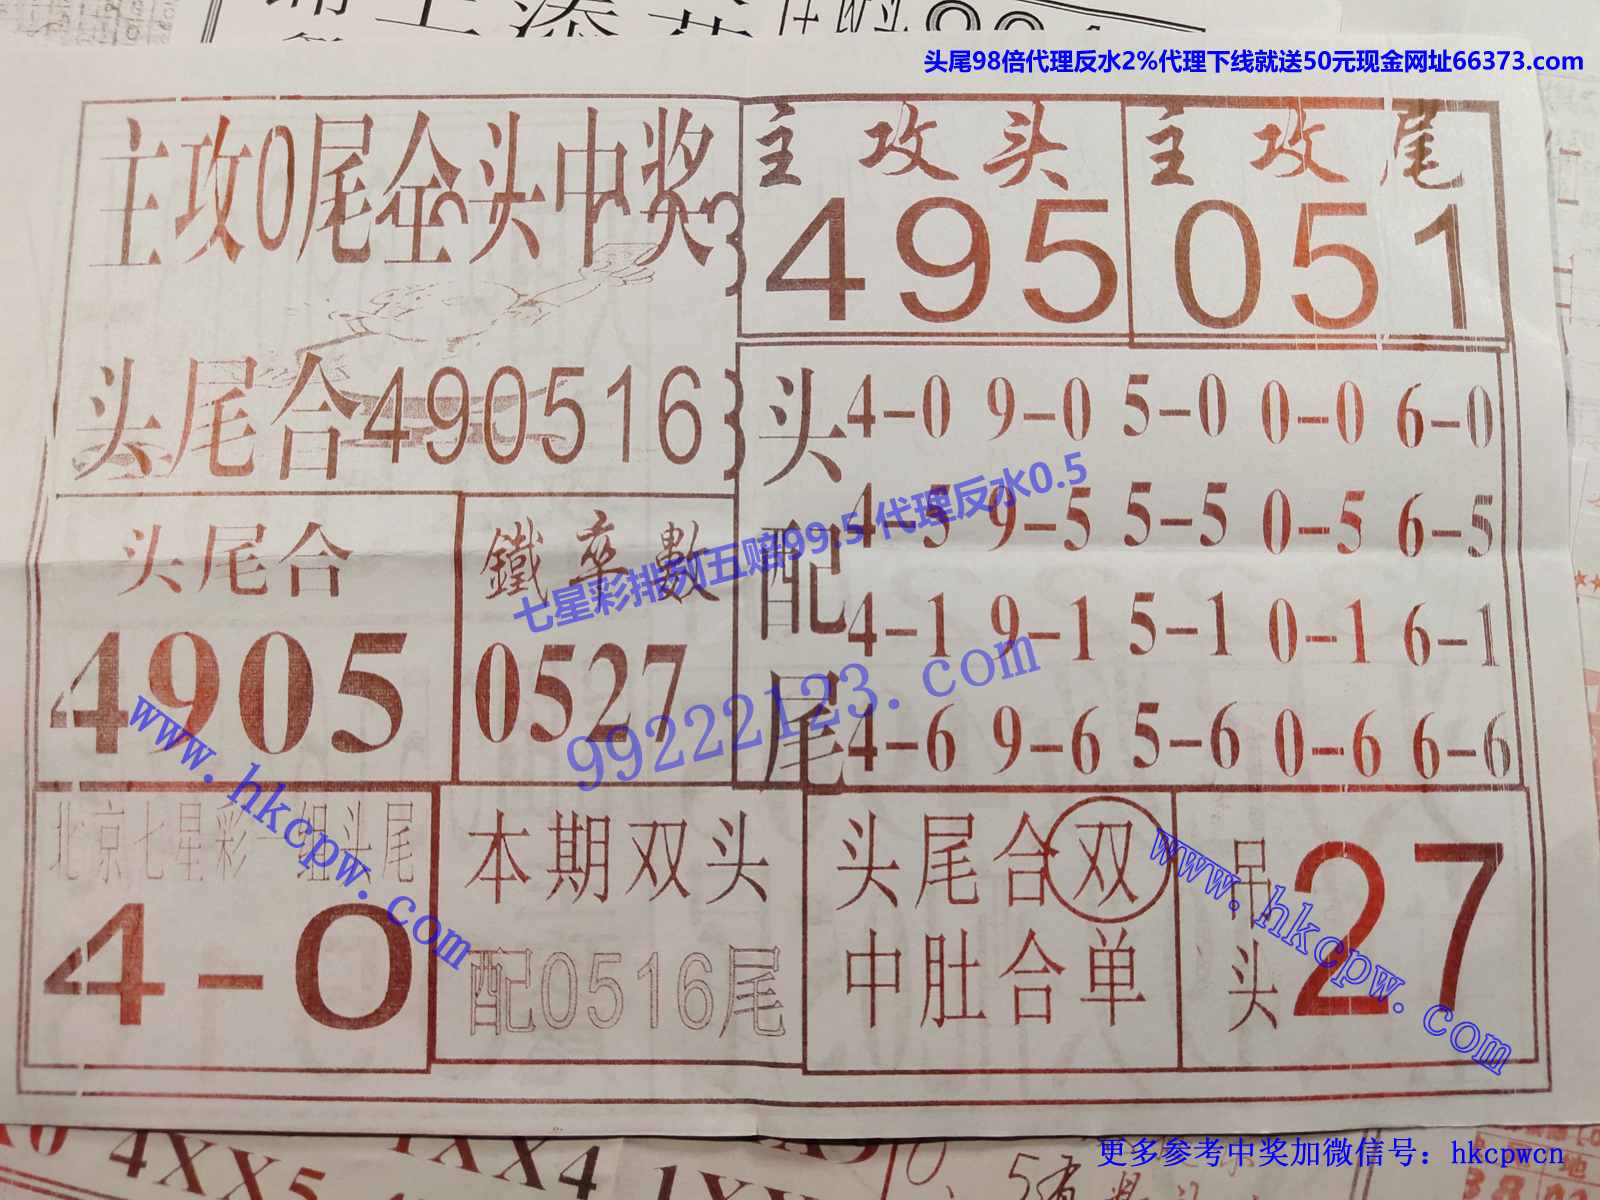 头尾98倍代理反水2%代理下线就送50元现金网址66373.com
主攻0尾全头中奖
主攻头
495
主攻尾
051
头尾合490516
头配尾
4-0 9-0 5-0 0-0 6-0
4-5 9-5 5-5 0-5 6-5
4-1 9-1 5-1 0-1 6-1
4-6 9-6 5-6 0-6 6-6
头尾合
4905
鐵卒數
0527
七星彩排列五赔99.5 代理反水0.5
99222123.com
www.hkcpw.com
北京七星彩一组头尾
4-0
本期双头
配0516尾
头尾合双
中肚合单
吊头
27
www.hkcpw.com
4XX5
1XX4
更多参考中奖加微信号：hkcpwcn